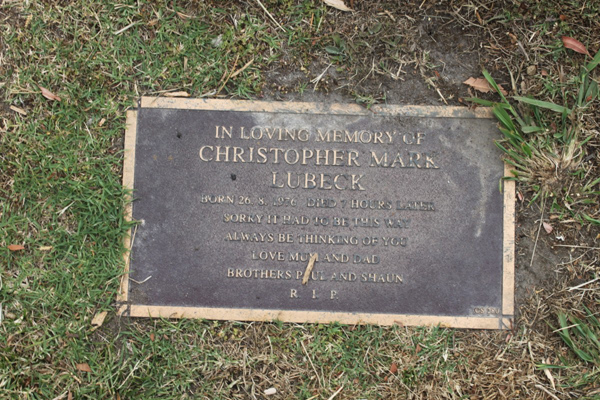 IN LOVING MEMORY OF
CHRISTOPHER MARK
LUBECK
BORN 26. 8. 1976 DIED 7 HOURS LATER
SORRY IT HAD TO BE THIS WAY
ALWAYS BE THINKING OF YOU
LOVE MUM AND DAD
BROTHERS PAUL AND SHAUN
R. I. P.